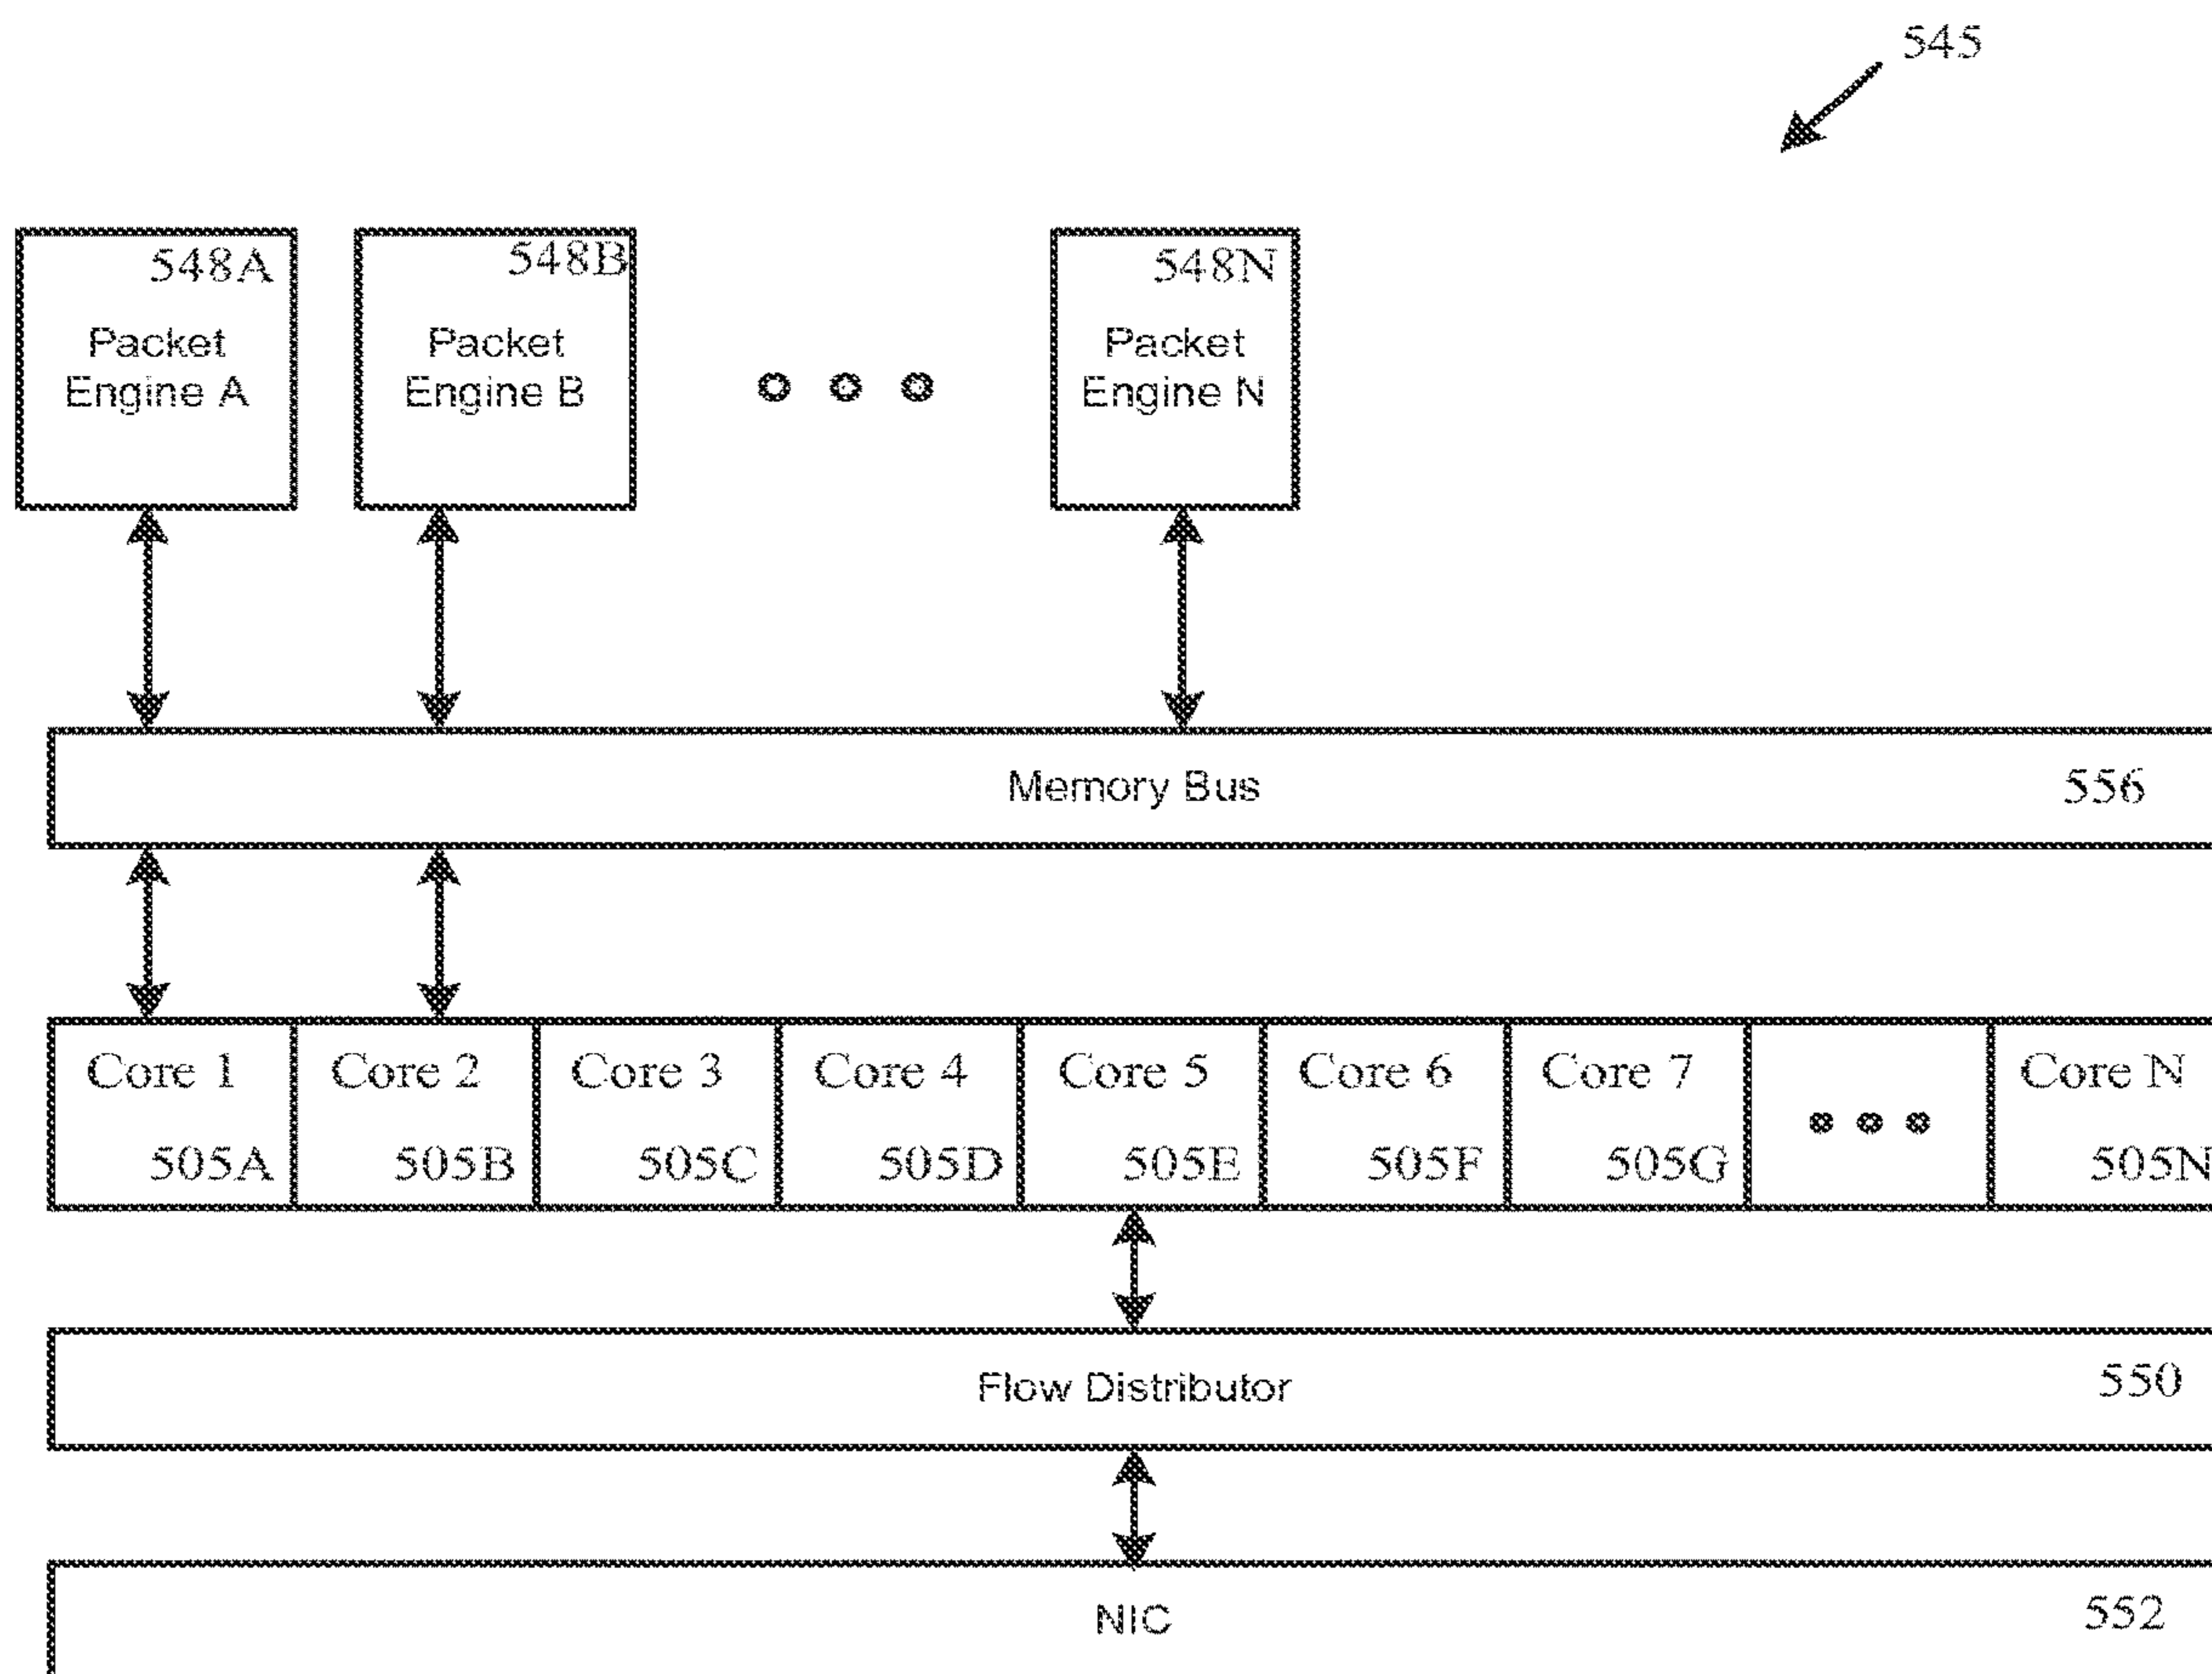 545
548A
Packet
Engine A
548B
Packet
Engine B
548N
Packet
Engine N
Memory Bus 556
Core 1 Core 2 Core 3 Core 4 Core 5 Core 6 Core 7 Core N
505A 505B 505C 505D 505E 505F 505G 505N
Flow Distributor 550
NIC 552